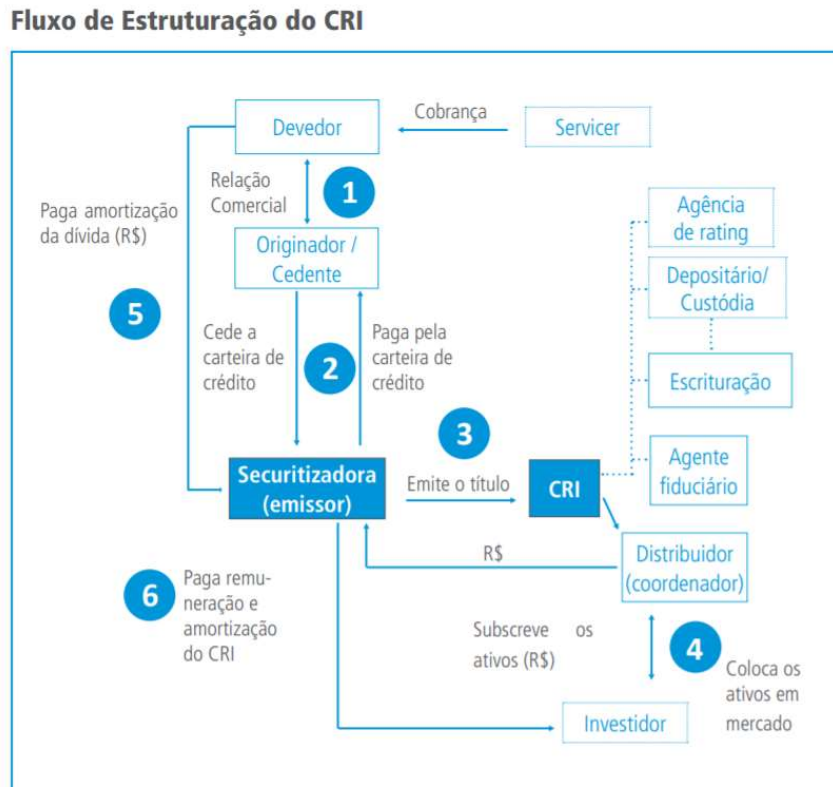 Fluxo de Estruturação do CRI
Devedor
Cobrança
Servicer
Relação
Comercial
1
Paga amortização
da dívida (R$)
Originador /
Cedente
5
Cede a
carteira de
crédito
2
Paga pela
carteira de
crédito
Agência
de rating
Depositário/
Custódia
Escrituração
Agente
fiduciário
3
Securitizadora
(emissor)
Emite o título
CRI
R$
Distribuidor
(coordenador)
6
Paga remu-
neração e
amortização
do CRI
Subscreve os
ativos (R$)
4
Coloca os
ativos em
mercado
Investidor